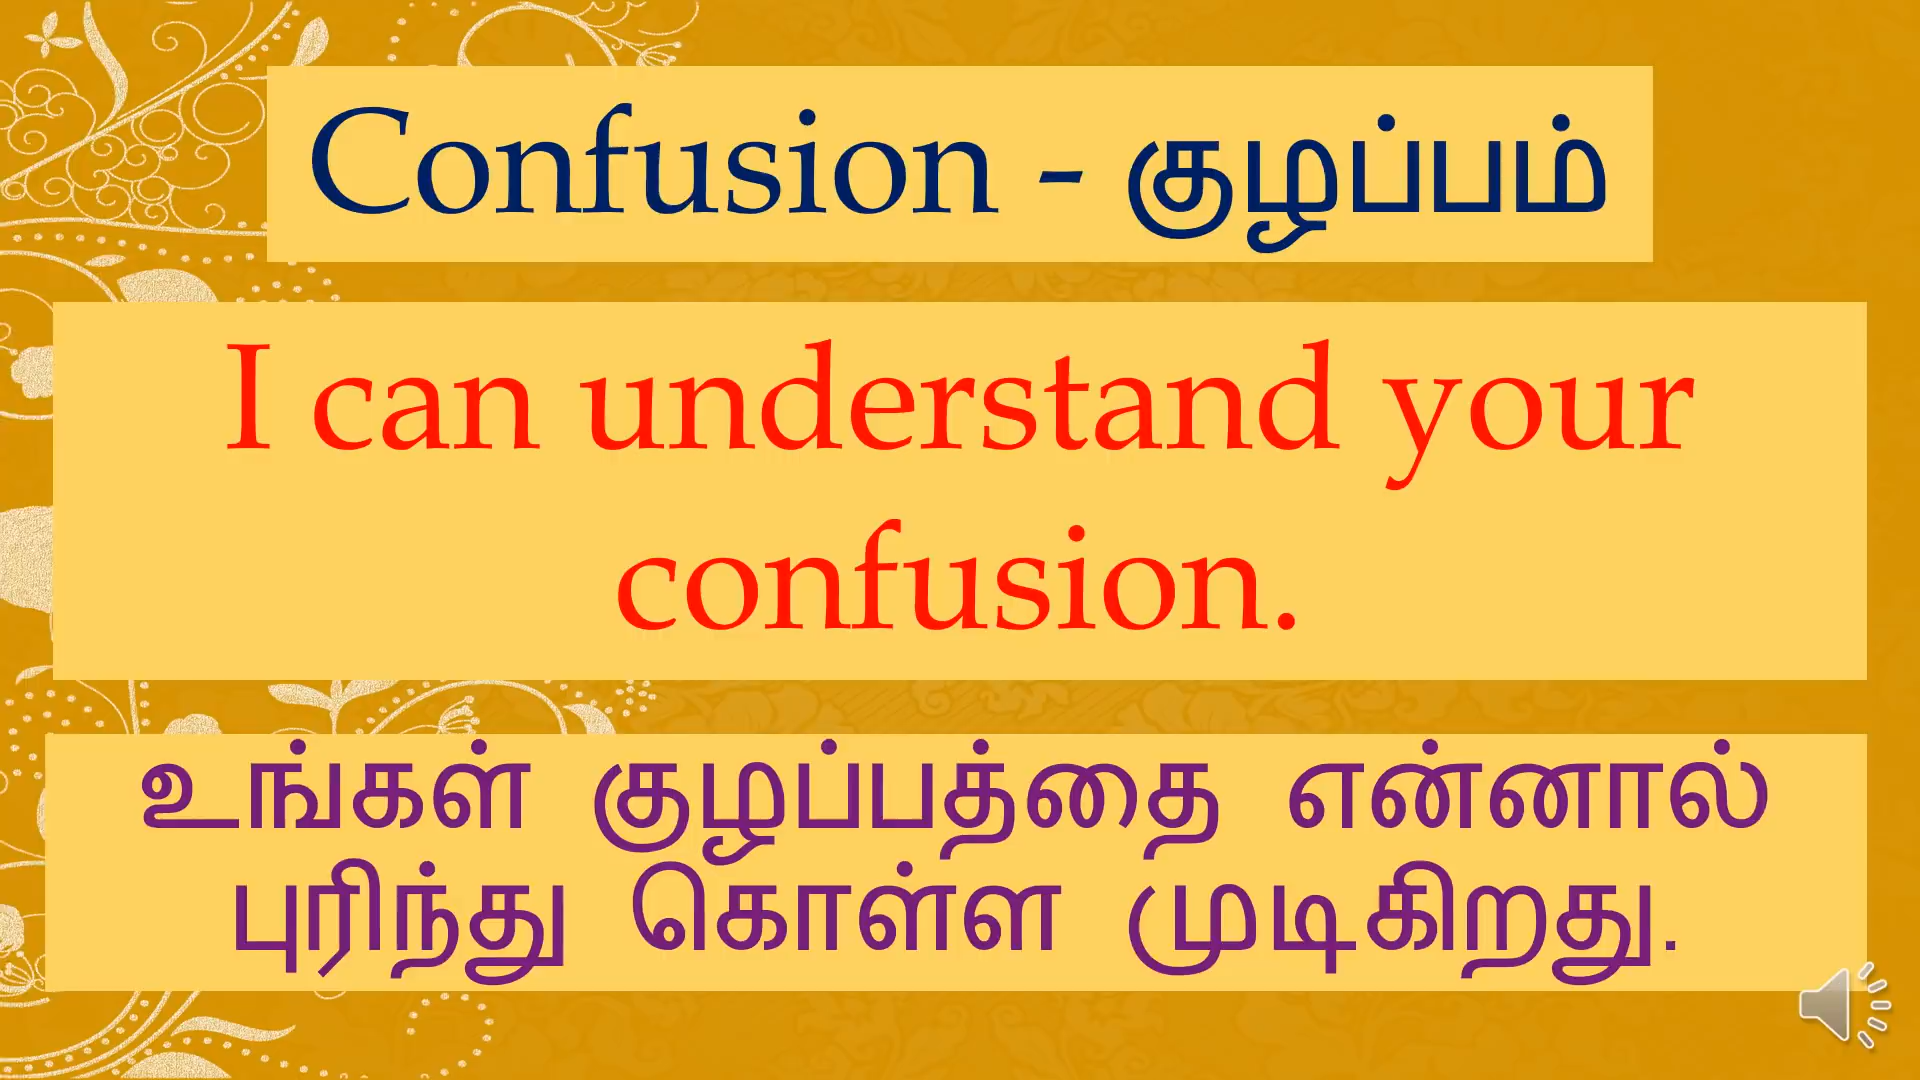 Confusion - குழப்பம்
I can understand your
confusion.
உங்கள் குழப்பத்தை என்னால்
புரிந்து கொள்ள முடிகிறது.